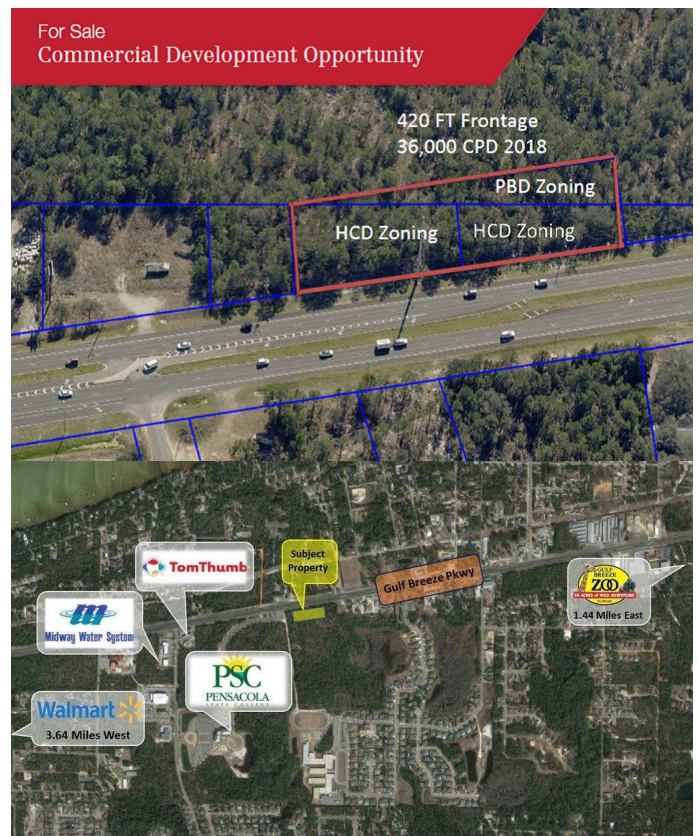 For Sale
Commercial Development Opportunity
420 FT Frontage
36,000 CPD 2018
PBD Zoning
HCD Zoning
HCD Zoning
TomThumb
Subject
Property
Gulf Breeze Pkwy
GULF
BREEZE
ZOO
1.44 Miles East
Midway Water System
PSC
PENSACOLA
STATE COLLEGE
Walmart
3.64 Miles West